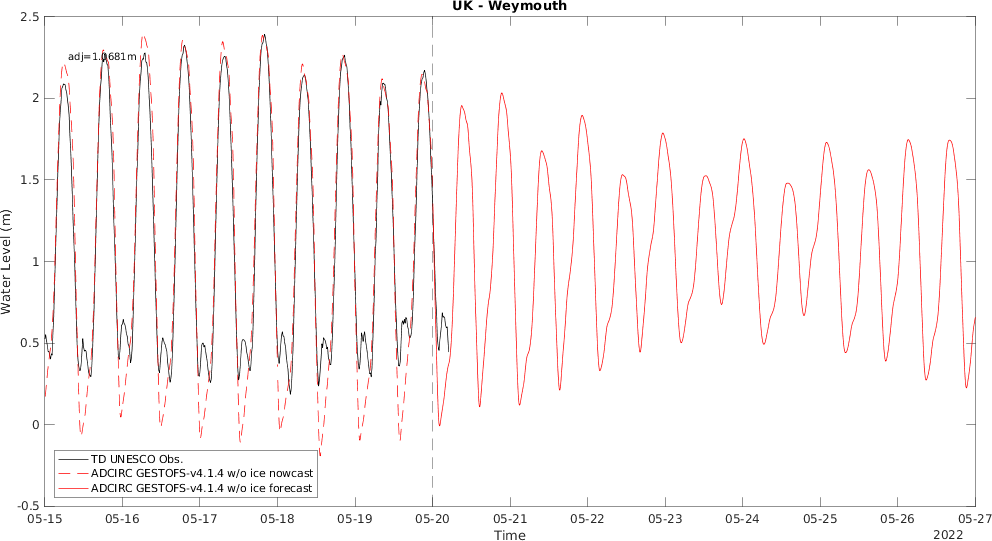 UK - Weymouth
2.5
2
1.5
1
0.5
0
-0.5
Water Level (m)
adj=1.0681m
TD UNESCO Obs.
ADCIRC GESTOFS-v4.1.4 w/o ice nowcast
ADCIRC GESTOFS-v4.1.4 w/o ice forecast
05-15 05-16 05-17 05-18 05-19 05-20 05-21 05-22 05-23 05-24 05-25 05-26 05-27
Time
2022